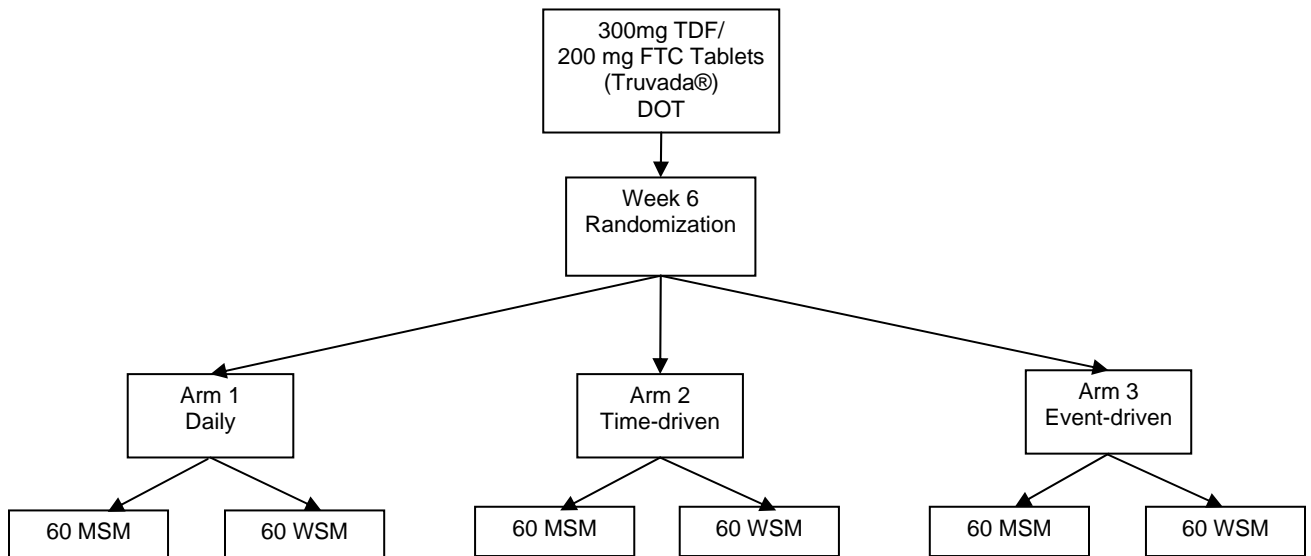 300mg TDF/
200 mg FTC Tablets
(Truvada®)
DOT
Week 6
Randomization
Arm 1
Daily
Arm 2
Time-driven
Arm 3
Event-driven
60 MSM
60 WSM
60 MSM
60 WSM
60 MSM
60 WSM